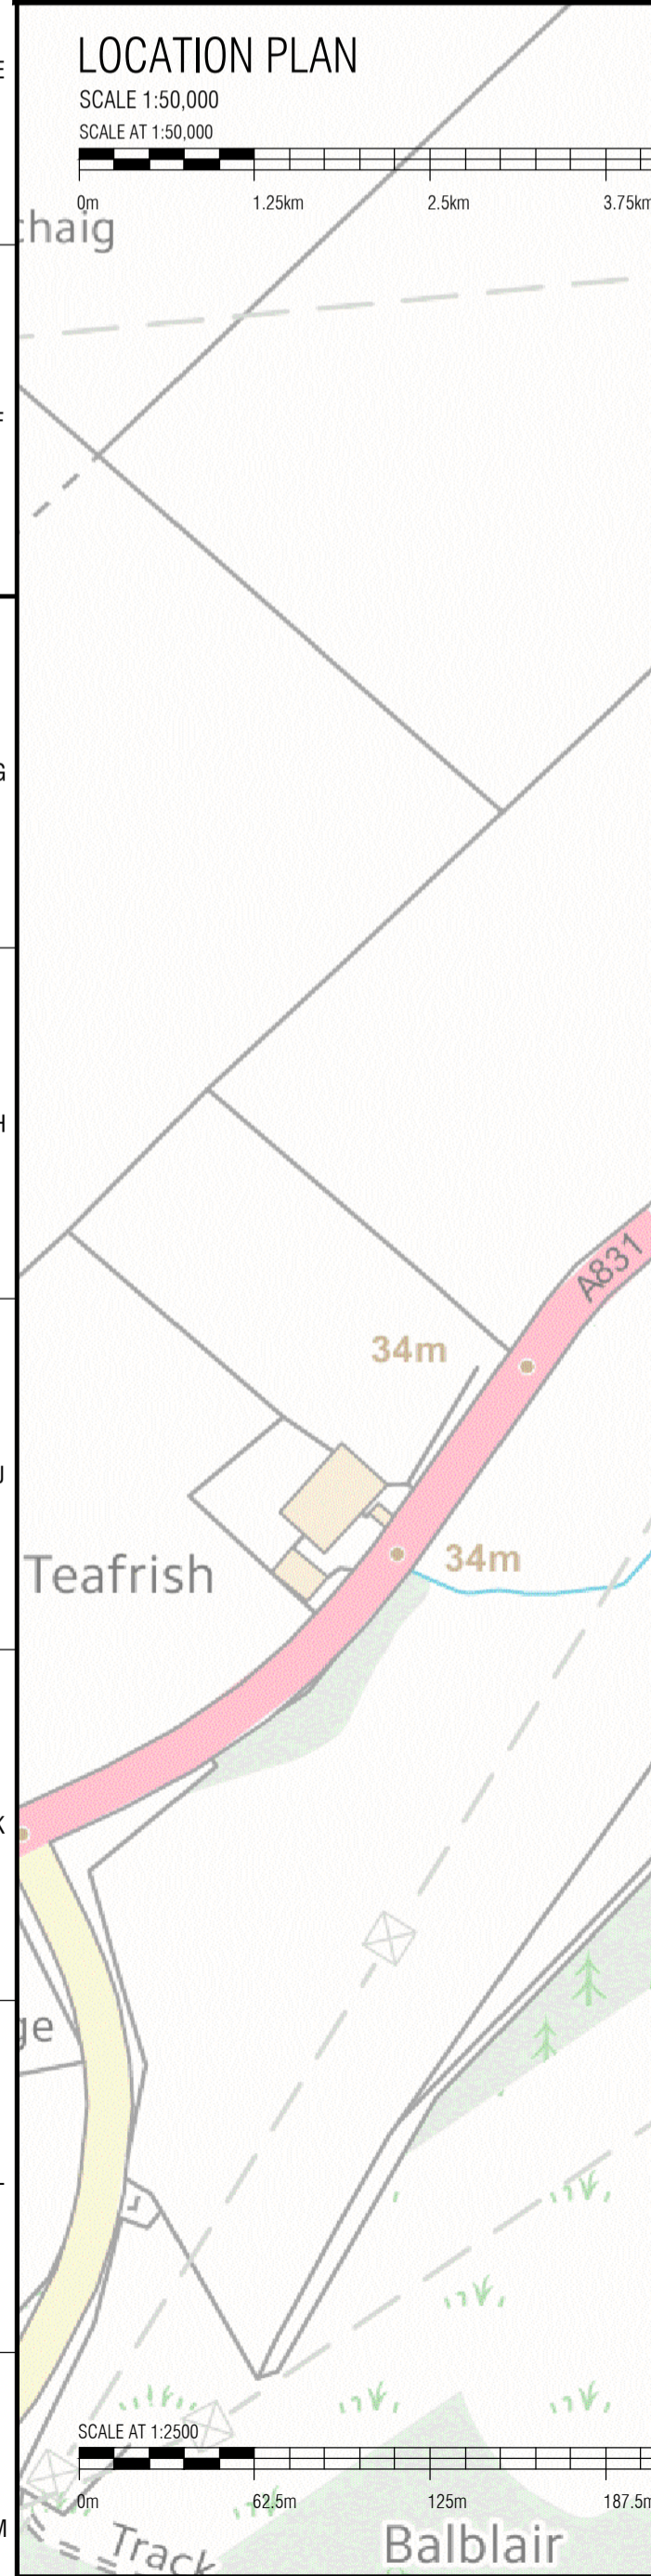 LOCATION PLAN
SCALE 1:50,000
SCALE AT 1:50,000
0m 1.25km 2.5km 3.75km
E
chaig
F
G
H
A831
34m
J
34m
Teafrish
K
ge
L
SCALE AT 1:2500
0m 62.5m 125m 187.5m
M
Track
Balblair